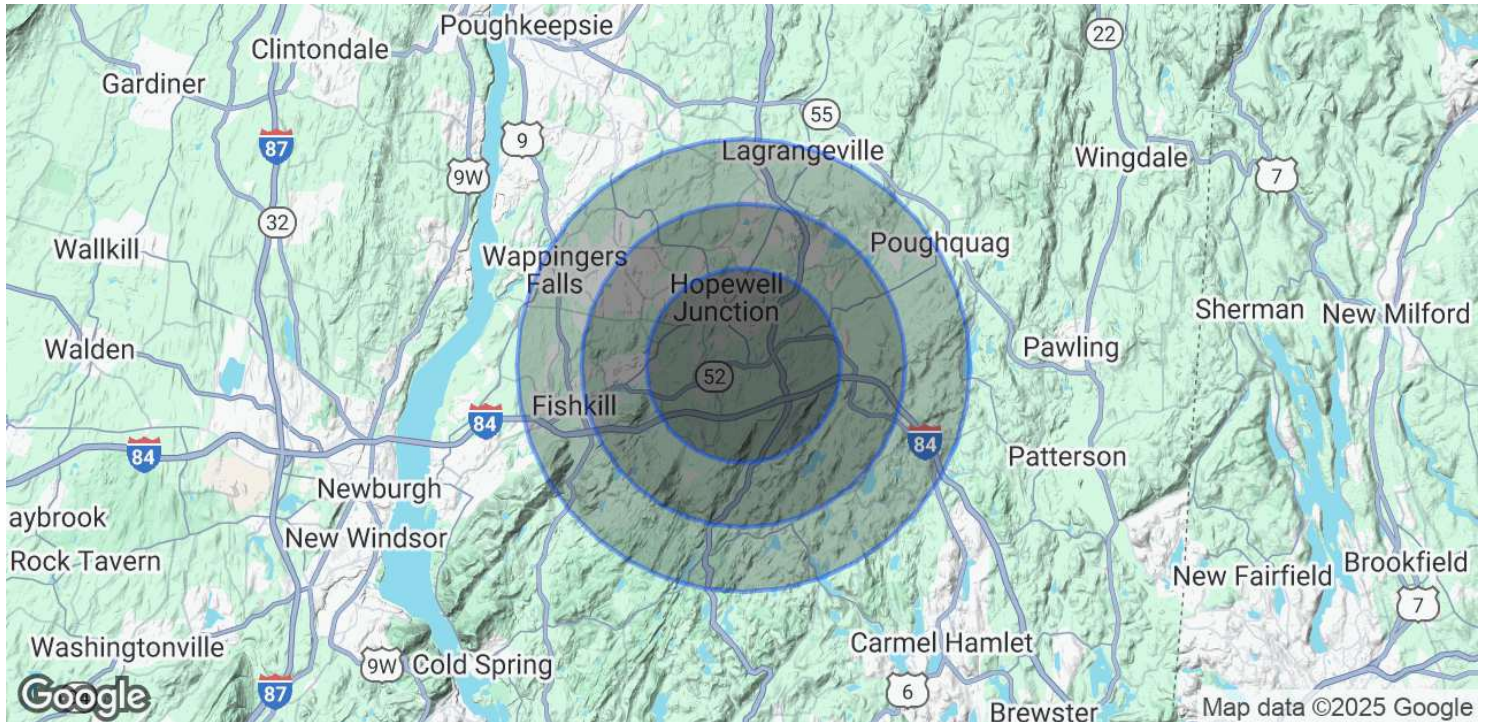 Poughkeepsie
22
Clintondale
Gardiner
55
9
87
Lagrangeville
Wingdale
9W
7
32
Wallkill
Wappingers
Falls
Poughquag
Hopewell
Junction
Sherman
New Milford
Walden
Pawling
52
Fishkill
84
84
84
Patterson
Newburgh
aybrook
New Windsor
Rock Tavern
New Fairfield
Brookfield
7
Washingtonville
9W
Cold Spring
Carmel Hamlet
87
6
Google
Brewster
Map data ©2025 Google